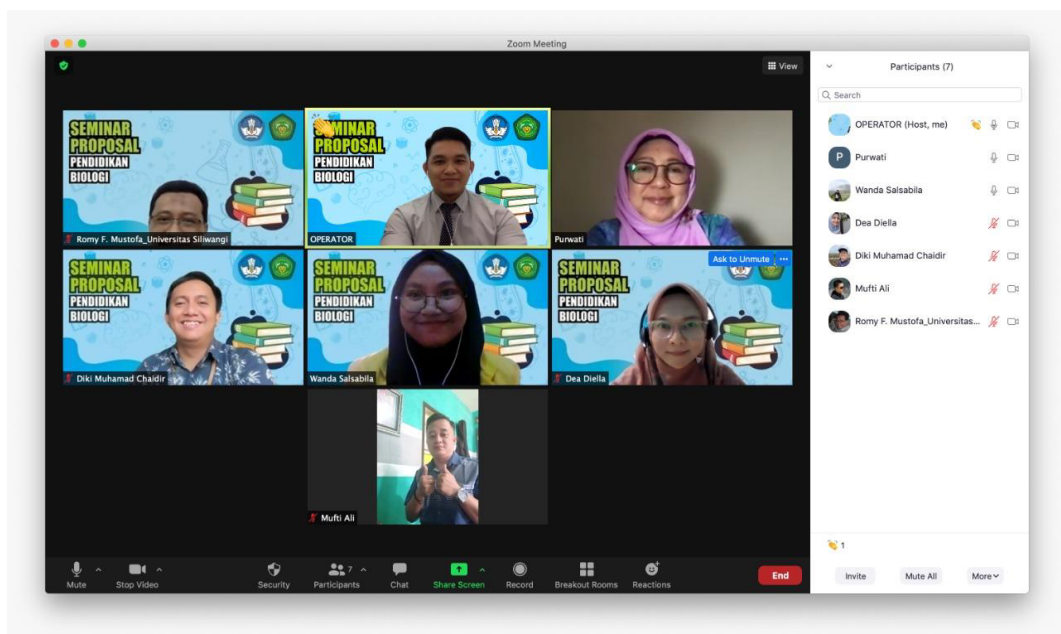 Zoom Meeting
View
SEMINAR
PROPOSAL
PENDIDIKAN
BIOLOGI
Romy F. Mustofa_Universitas Siliwangi
SEMINAR
PROPOSAL
PENDIDIKAN
BIOLOGI
OPERATOR
Purwati
SEMINAR
PROPOSAL
PENDIDIKAN
BIOLOGI
Diki Muhamad Chaidir
SEMINAR
PROPOSAL
PENDIDIKAN
BIOLOGI
Wanda Salsabila
Ask to Unmute ...
SEMINAR
PROPOSAL
PENDIDIKAN
BIOLOGI
Dea Diella
Mufti Ali
Mute
Stop Video
Security
7
Participants
Chat
Share Screen
Record
Breakout Rooms
Reactions
End
Participants (7)
Search
OPERATOR (Host, me)
P Purwati
Wanda Salsabila
Dea Diella
Diki Muhamad Chaidir
Mufti Ali
Romy F. Mustofa_Universitas...
1
Invite
Mute All
More